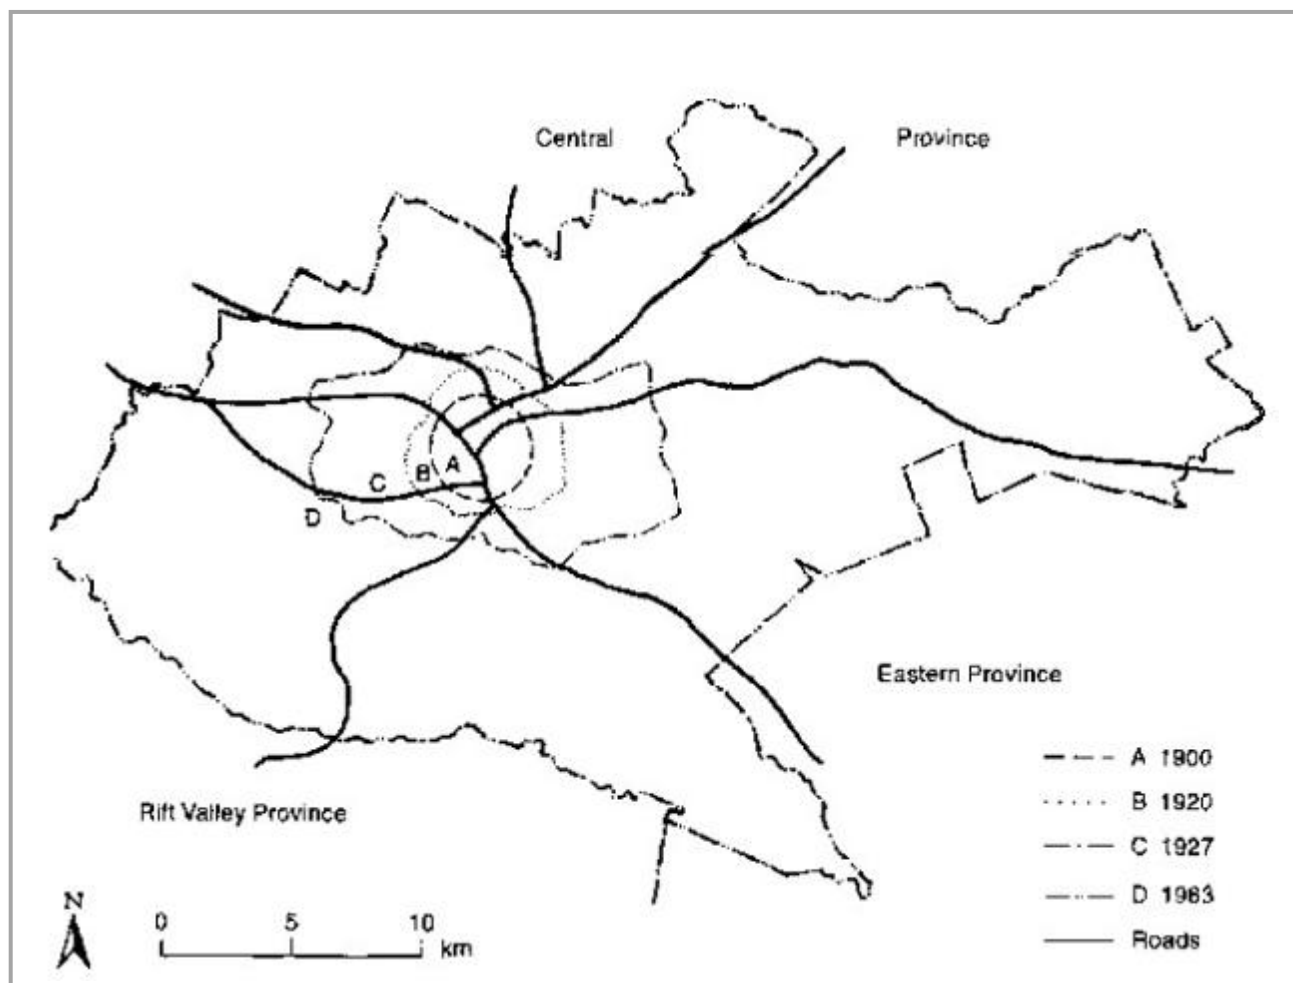 Central Province
A
B
C
D
Eastern Province
Rift Valley Province
A 1900
B 1920
C 1927
D 1963
Roads
N
0 5 10
km